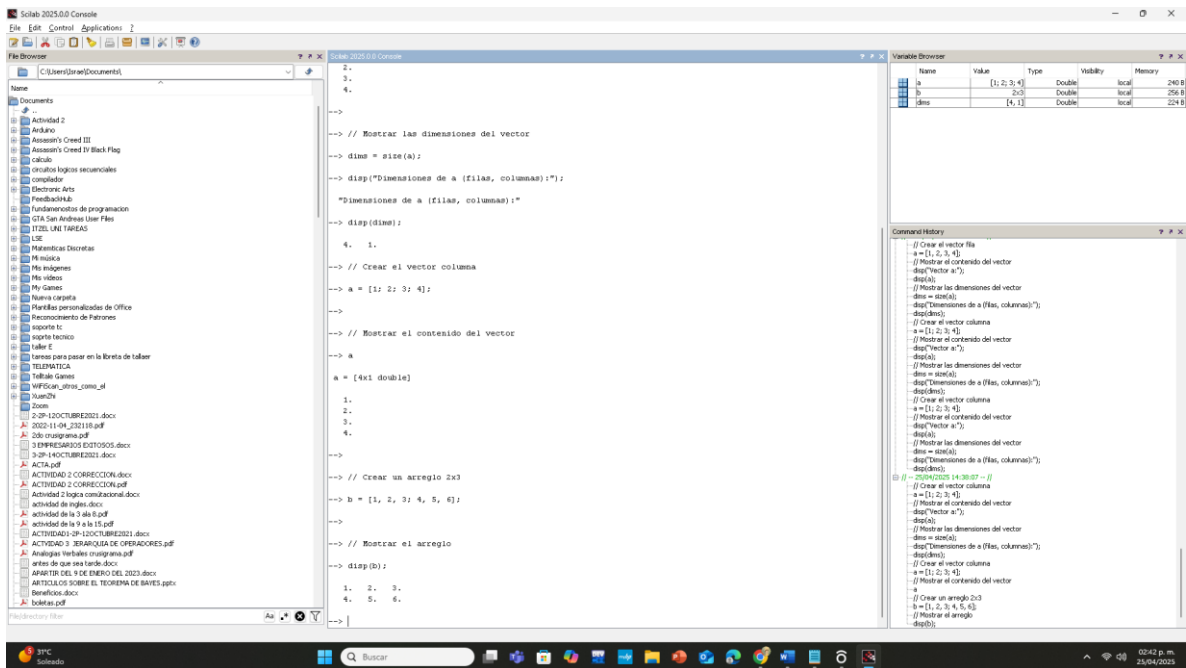 Scilab 2025.0.0 Console
File Edit Control Applications ?
File Browser
C:\Users\Israe\Documents\
Name
Documents
..
Actividad 2
Arduino
Assassin's Creed III
Assassin's Creed IV Black Flag
calculo
circuitos logicos secuenciales
compilador
Electronic Arts
FeedbackHub
fundamenostos de programacion
GTA San Andreas User Files
ITZEL UNI TAREAS
LSE
Matemticas Discretas
Mi música
Mis imágenes
Mis vídeos
My Games
Nueva carpeta
Plantillas personalizadas de Office
Reconocimiento de Patrones
soporte tc
soprte tecnico
taller E
tareas para pasar en la libreta de tallaer
TELEMATICA
Telltale Games
WiFiScan_otros_como_el
XuanZhi
Zoom
2-2P-12OCTUBRE2021.docx
2022-11-04_232118.pdf
2do crusigrama.pdf
3 EMPRESARIOS EXITOSOS.docx
3-2P-14OCTUBRE2021.docx
ACTA.pdf
ACTIVIDAD 2 CORRECCION.docx
ACTIVIDAD 2 CORRECCION.pdf
Actividad 2 logica comútacional.docx
actividad de ingles.docx
actividad de la 3 ala 8.pdf
actividad de la 9 a la 15.pdf
ACTIVIDAD1-2P-12OCTUBRE2021.docx
ACTVIDAD 3 JERARQUIA DE OPERADORES.pdf
Analogias Verbales crusigrama.pdf
antes de que sea tarde.docx
APARTIR DEL 9 DE ENERO DEL 2023.docx
ARTICULOS SOBRE EL TEOREMA DE BAYES.pptx
Beneficios.docx
boletas.pdf
File/directory filter
Aa .*
Scilab 2025.0.0 Console
2.
3.
4.
-->
--> // Mostrar las dimensiones del vector
--> dims = size(a);
--> disp("Dimensiones de a (filas, columnas):");
"Dimensiones de a (filas, columnas):"
--> disp(dims);
4. 1.
--> // Crear el vector columna
--> a = [1; 2; 3; 4];
-->
--> // Mostrar el contenido del vector
--> a
a = [4x1 double]
1.
2.
3.
4.
-->
--> // Crear un arreglo 2x3
--> b = [1, 2, 3; 4, 5, 6];
-->
--> // Mostrar el arreglo
--> disp(b);
1. 2. 3.
4. 5. 6.
-->
Variable Browser
Name Value Type Visibility Memory
a [1; 2; 3; 4] Double local 240 B
b 2x3 Double local 256 B
dims [4, 1] Double local 224 B
Command History
// Crear el vector fila
a = [1, 2, 3, 4];
// Mostrar el contenido del vector
disp("Vector a:");
disp(a);
// Mostrar las dimensiones del vector
dims = size(a);
disp("Dimensiones de a (filas, columnas):");
disp(dims);
// Crear el vector columna
a = [1; 2; 3; 4];
// Mostrar el contenido del vector
disp("Vector a:");
disp(a);
// Mostrar las dimensiones del vector
dims = size(a);
disp("Dimensiones de a (filas, columnas):");
disp(dims);
// Crear el vector columna
a = [1; 2; 3; 4];
// Mostrar el contenido del vector
disp("Vector a:");
disp(a);
// Mostrar las dimensiones del vector
dims = size(a);
disp("Dimensiones de a (filas, columnas):");
disp(dims);
// -- 25/04/2025 14:38:07 -- //
// Crear el vector columna
a = [1; 2; 3; 4];
// Mostrar el contenido del vector
disp("Vector a:");
disp(a);
// Mostrar las dimensiones del vector
dims = size(a);
disp("Dimensiones de a (filas, columnas):");
disp(dims);
// Crear el vector columna
a = [1; 2; 3; 4];
// Mostrar el contenido del vector
a
// Crear un arreglo 2x3
b = [1, 2, 3; 4, 5, 6];
// Mostrar el arreglo
disp(b);
5
31°C
Soleado
Buscar
02:42 p. m.
25/04/2025